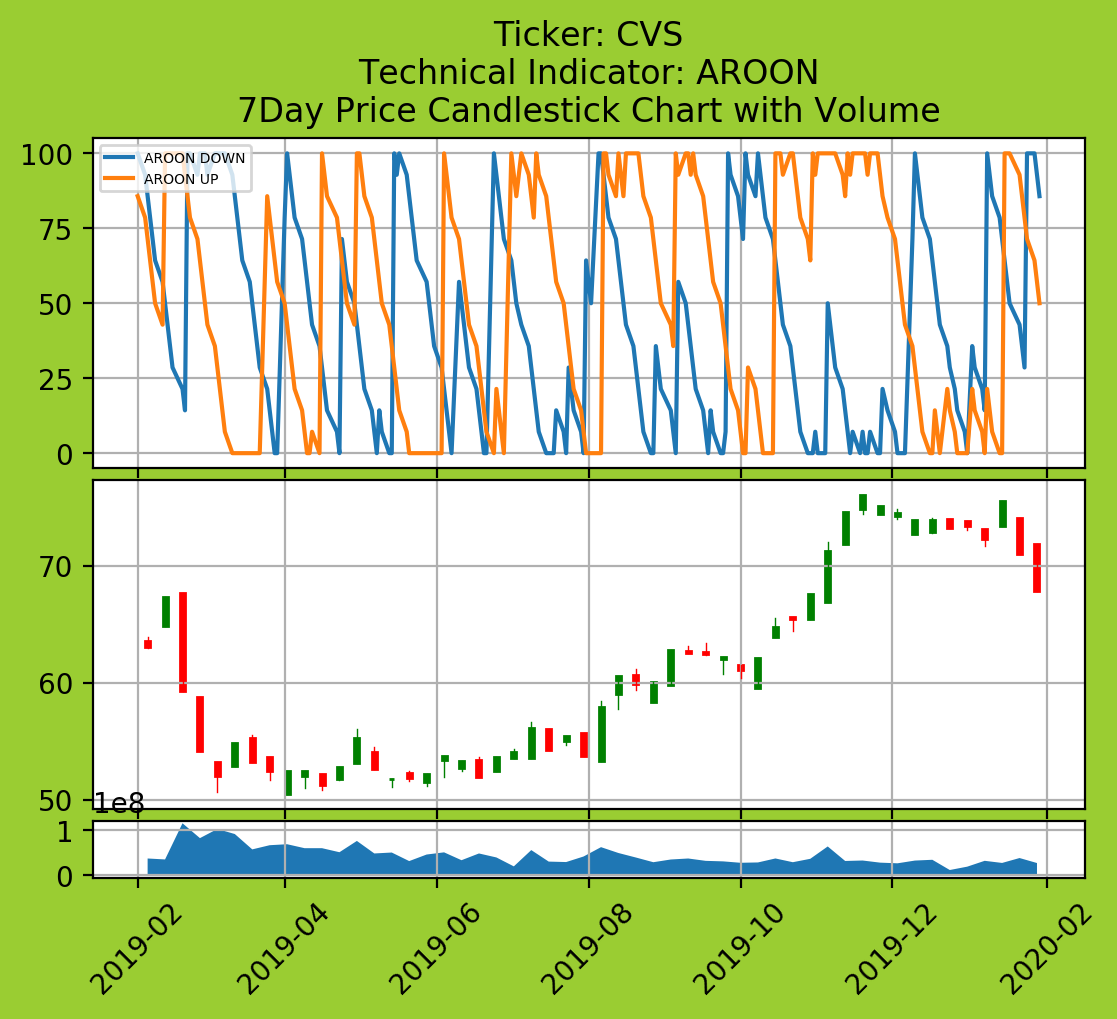 Ticker: CVS
Technical Indicator: AROON
7Day Price Candlestick Chart with Volume
100
75
50
25
0
AROON DOWN
AROON UP
70
60
50
1e8
1
0
2019-02
2019-04
2019-06
2019-08
2019-10
2019-12
2020-02